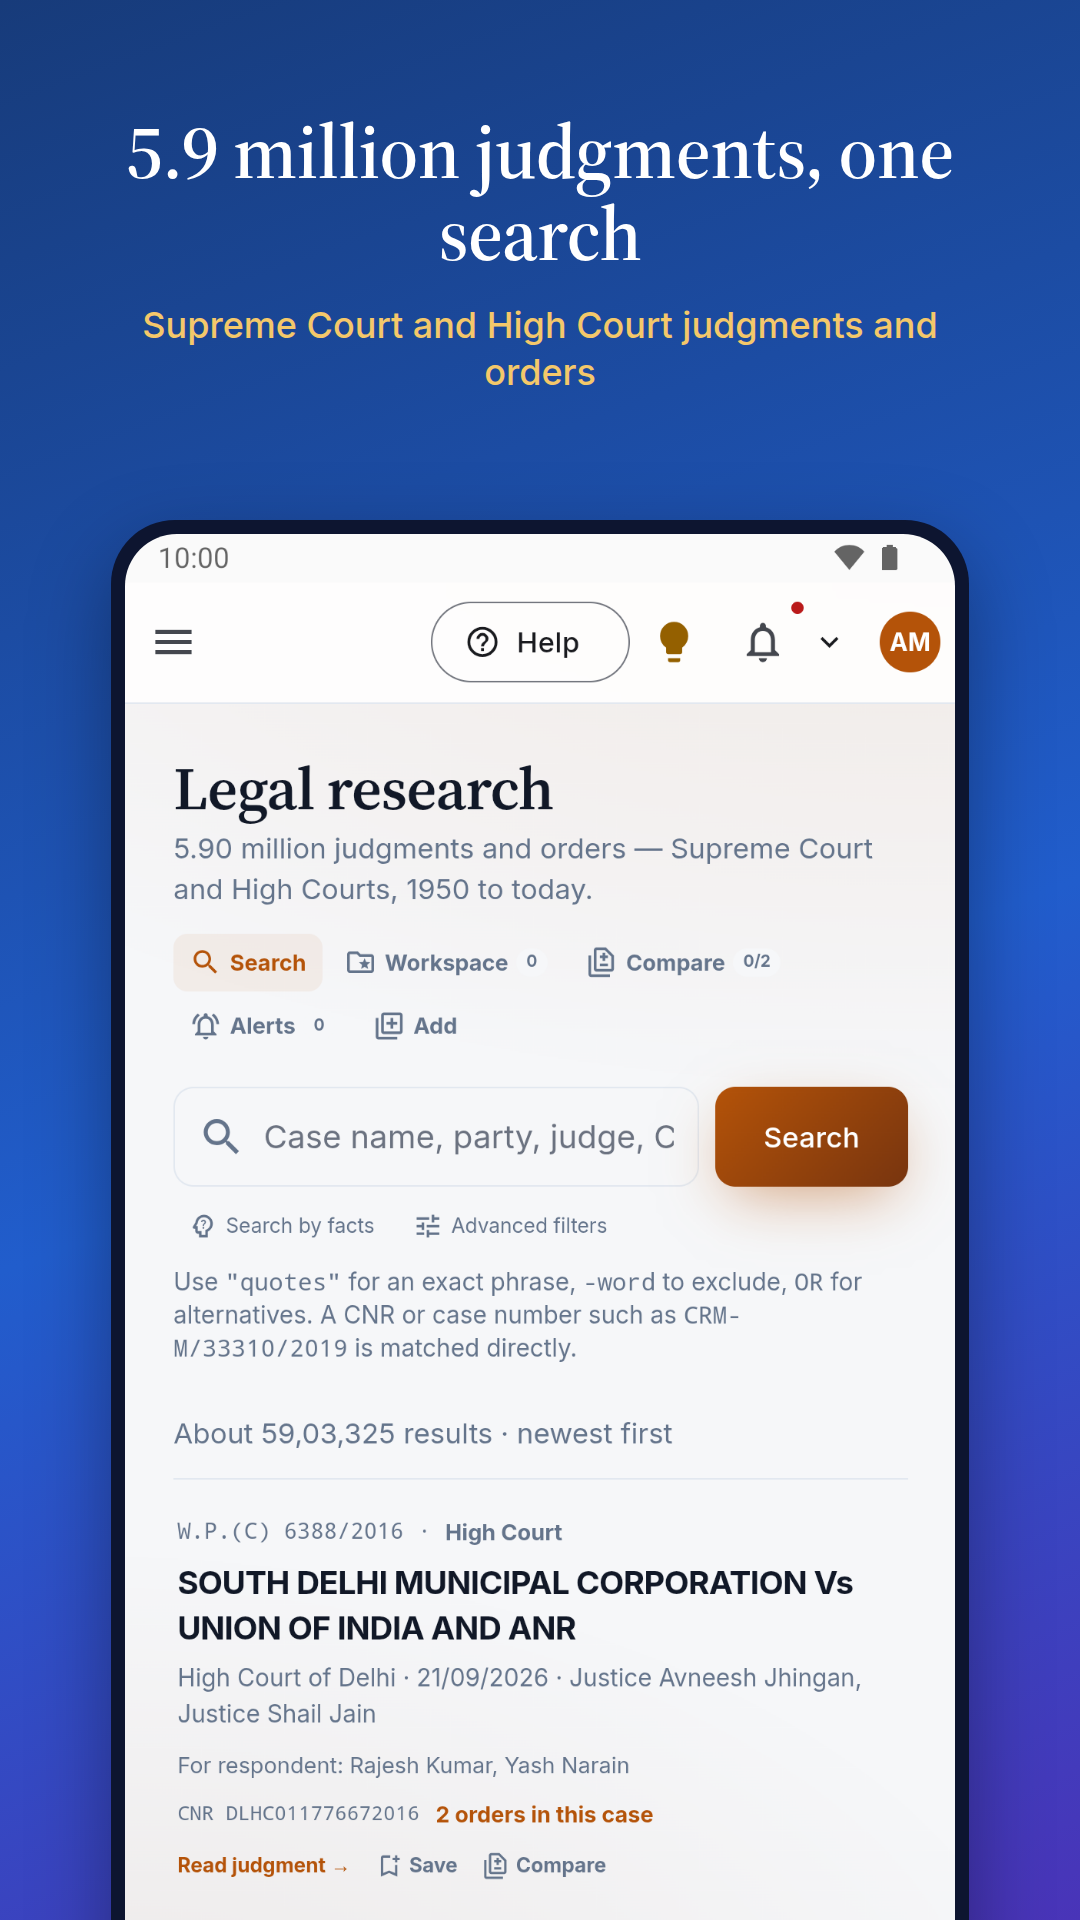 5.9 million judgments, one
search
Supreme Court and High Court judgments and
orders
10:00
Help
AM
Legal research
5.90 million judgments and orders — Supreme Court
and High Courts, 1950 to today.
Search
Workspace 0
Compare 0/2
Alerts 0
Add
Case name, party, judge, C
Search
Search by facts
Advanced filters
Use "quotes" for an exact phrase, -word to exclude, OR for
alternatives. A CNR or case number such as CRM-
M/33310/2019 is matched directly.
About 59,03,325 results · newest first
W.P.(C) 6388/2016 · High Court
SOUTH DELHI MUNICIPAL CORPORATION Vs
UNION OF INDIA AND ANR
High Court of Delhi · 21/09/2026 · Justice Avneesh Jhingan,
Justice Shail Jain
For respondent: Rajesh Kumar, Yash Narain
CNR DLHC011776672016 2 orders in this case
Read judgment → Save Compare